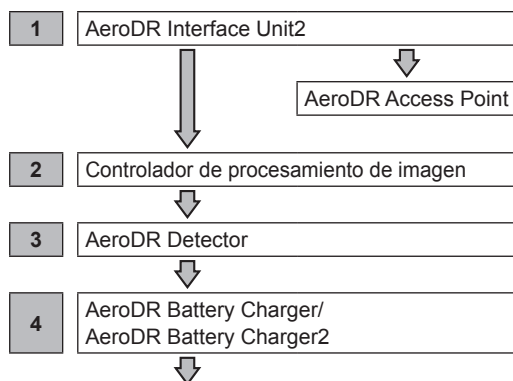 1 AeroDR Interface Unit2
AeroDR Access Point
2 Controlador de procesamiento de imagen
3 AeroDR Detector
4 AeroDR Battery Charger/
AeroDR Battery Charger2